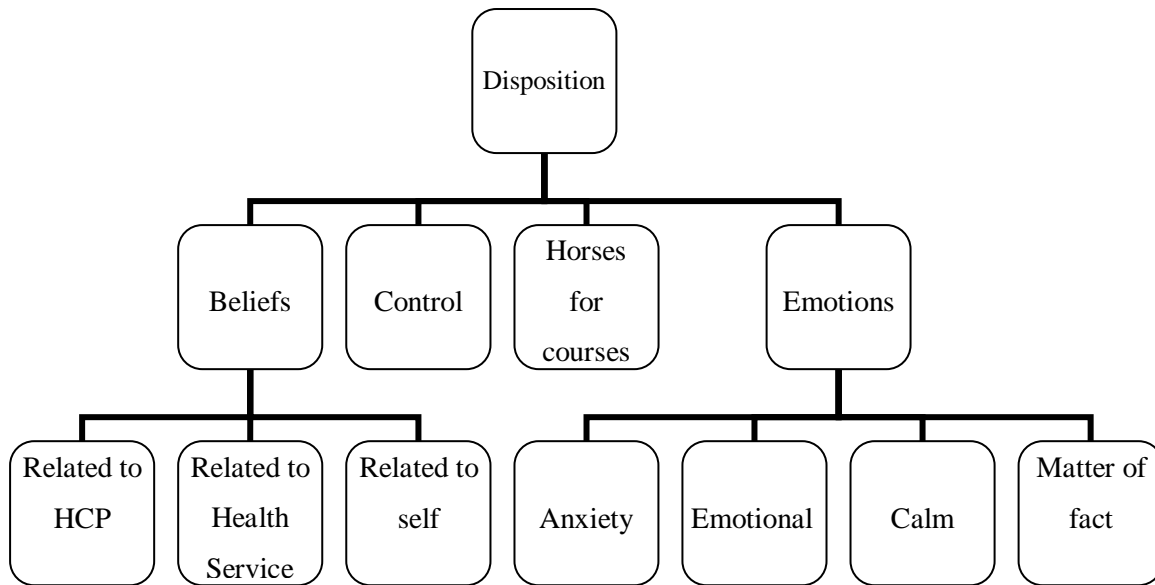 Disposition
Beliefs
Control
Horses
for
courses
Emotions
Related to
HCP
Related to
Health
Service
Related to
self
Anxiety
Emotional
Calm
Matter of
fact